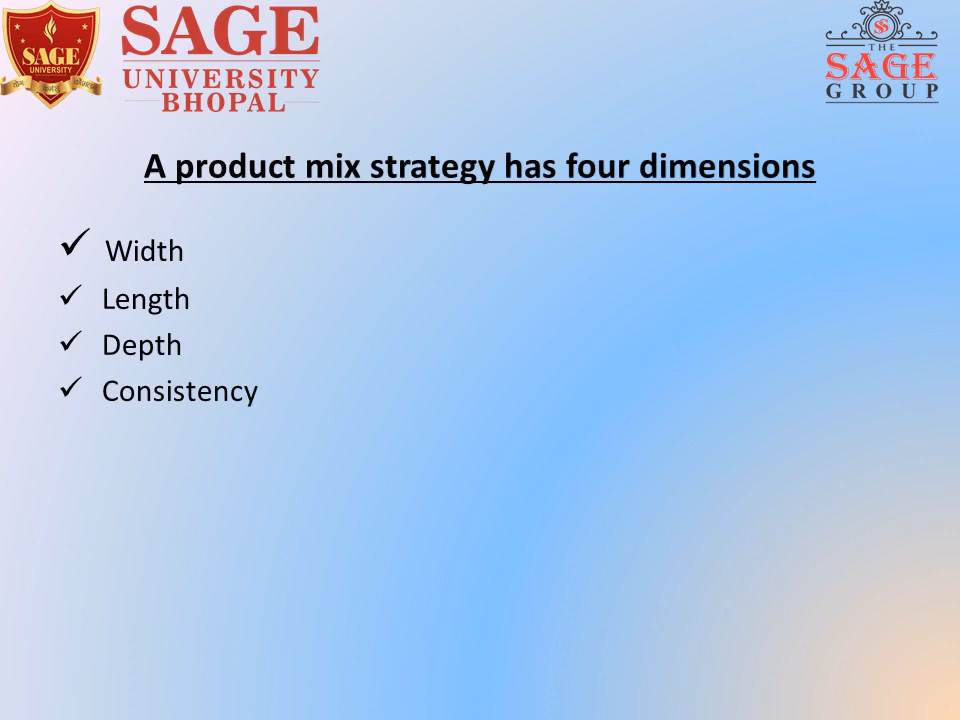 SAGE
UNIVERSITY
SAGE
UNIVERSITY
BHOPAL
THE
SAGE
GROUP
A product mix strategy has four dimensions
✓ Width
✓ Length
✓ Depth
✓ Consistency